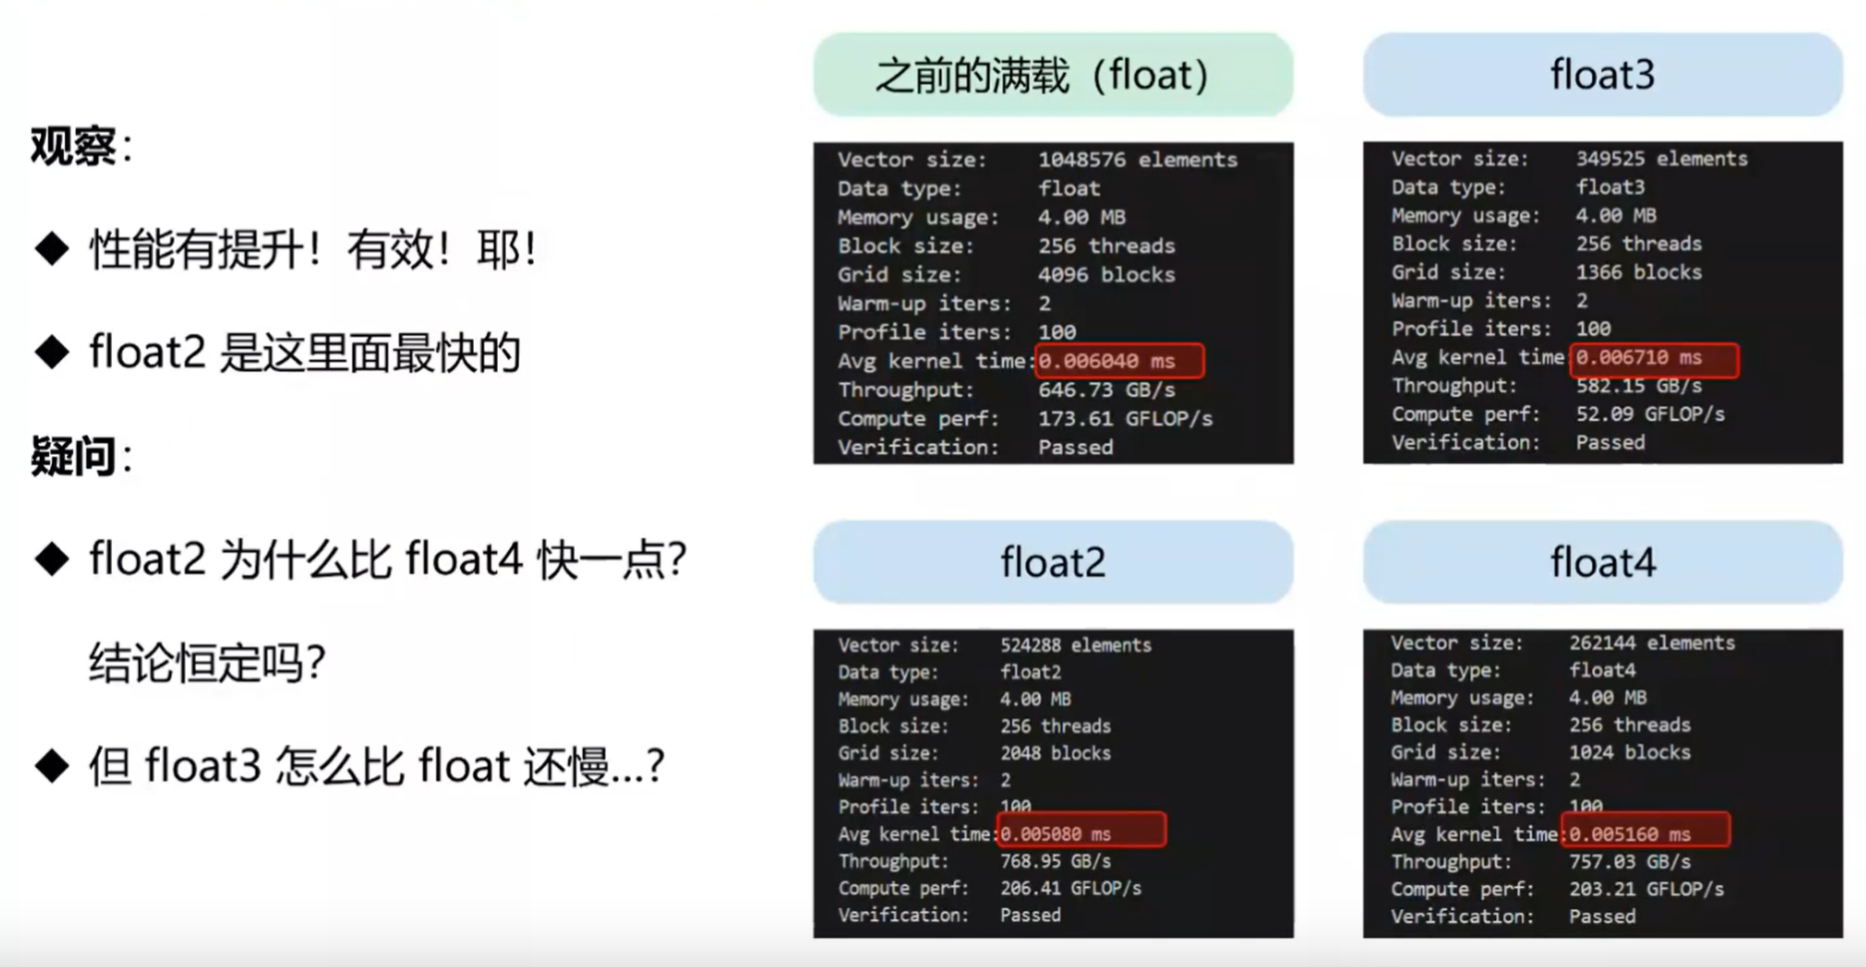 观察：
◆ 性能有提升！有效！耶！
◆ float2 是这里面最快的
疑问：
◆ float2 为什么比 float4 快一点？
结论恒定吗？
◆ 但 float3 怎么比 float 还慢...？
之前的满载（float）
Vector size: 1048576 elements
Data type: float
Memory usage: 4.00 MB
Block size: 256 threads
Grid size: 4096 blocks
Warm-up iters: 2
Profile iters: 100
Avg kernel time: 0.006040 ms
Throughput: 646.73 GB/s
Compute perf: 173.61 GFLOP/s
Verification: Passed
float3
Vector size: 349525 elements
Data type: float3
Memory usage: 4.00 MB
Block size: 256 threads
Grid size: 1366 blocks
Warm-up iters: 2
Profile iters: 100
Avg kernel time 0.006710 ms
Throughput: 582.15 GB/s
Compute perf: 52.09 GFLOP/s
Verification: Passed
float2
Vector size: 524288 elements
Data type: float2
Memory usage: 4.00 MB
Block size: 256 threads
Grid size: 2048 blocks
Warm-up iters: 2
Profile iters: 100
Avg kernel time: 0.005080 ms
Throughput: 768.95 GB/s
Compute perf: 206.41 GFLOP/s
Verification: Passed
float4
Vector size: 262144 elements
Data type: float4
Memory usage: 4.00 MB
Block size: 256 threads
Grid size: 1024 blocks
Warm-up iters: 2
Profile iters: 100
Avg kernel time: 0.005160 ms
Throughput: 757.03 GB/s
Compute perf: 203.21 GFLOP/s
Verification: Passed